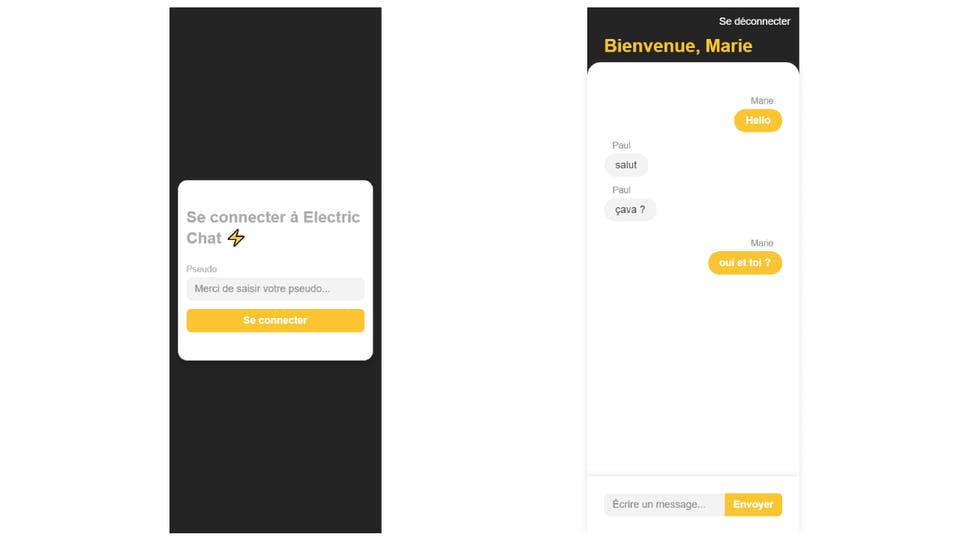 Se connecter à Electric
Chat ⚡
Pseudo
Merci de saisir votre pseudo...
Se connecter
Se déconnecter
Bienvenue, Marie
Marie
Hello
Paul
salut
Paul
çava ?
Marie
oui et toi ?
Écrire un message...
Envoyer